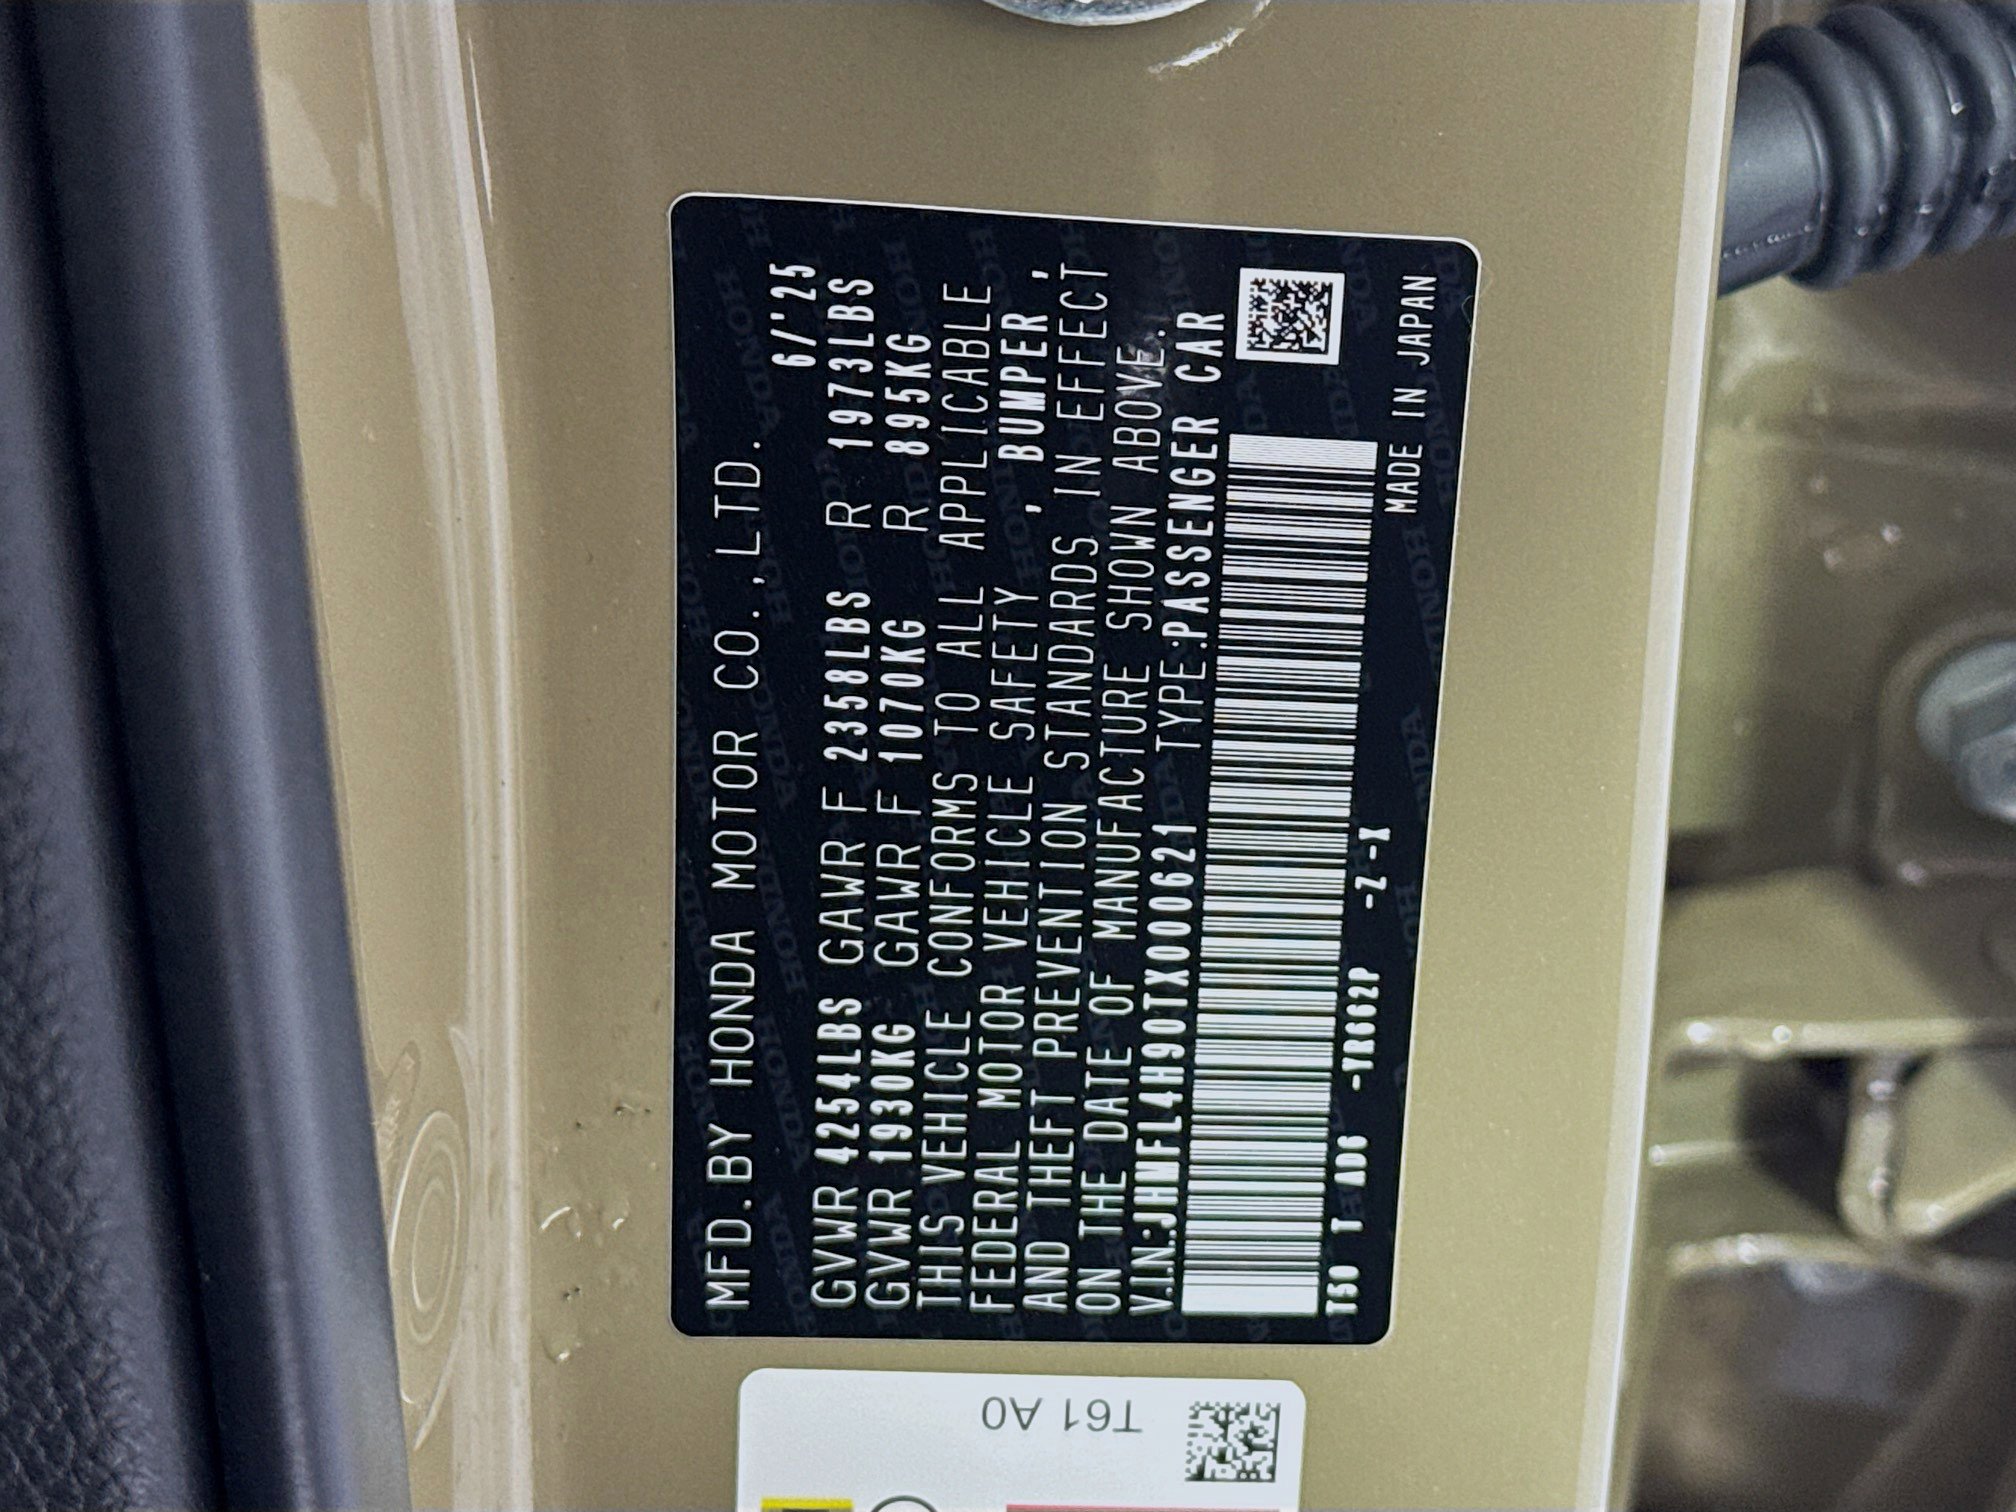 MFD.BY HONDA MOTOR CO.,LTD.
6/'25
GVWR 4254LBS GAWR F 2358LBS R 1973LBS
GVWR 1930KG GAWR F 1070KG R 895KG
THIS VEHICLE CONFORMS TO ALL APPLICABLE
FEDERAL MOTOR VEHICLE SAFETY , BUMPER ,
AND THEFT PREVENTION STANDARDS IN EFFECT
ON THE DATE OF MANUFACTURE SHOWN ABOVE.
V.I.N:JHMFL4H90TX000621 TYPE:PASSENGER CAR
T50 T AD6 -YR662P -Z-X
MADE IN JAPAN
T61 A0